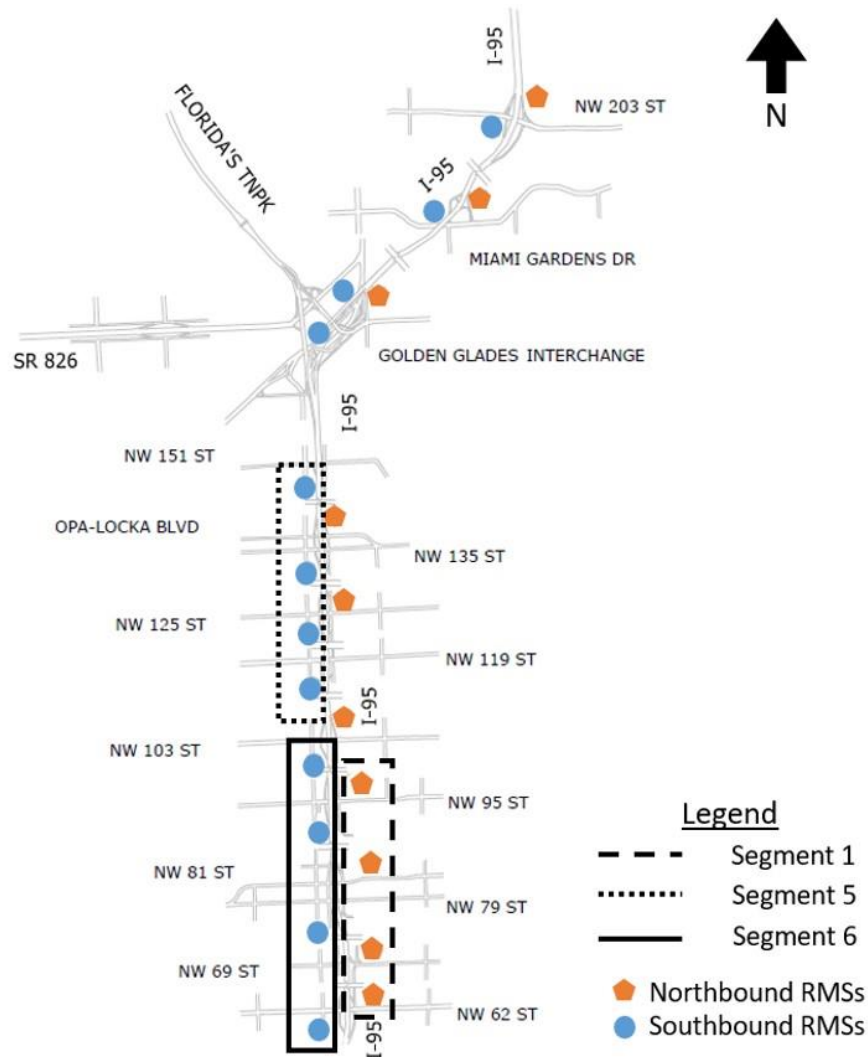 I-95
N
NW 203 ST
FLORIDA'S TNPK
I-95
MIAMI GARDENS DR
SR 826
GOLDEN GLADES INTERCHANGE
I-95
NW 151 ST
OPA-LOCKA BLVD
NW 135 ST
NW 125 ST
NW 119 ST
I-95
NW 103 ST
NW 95 ST
NW 81 ST
NW 79 ST
NW 69 ST
NW 62 ST
I-95
Legend
Segment 1
Segment 5
Segment 6
Northbound RMSs
Southbound RMSs